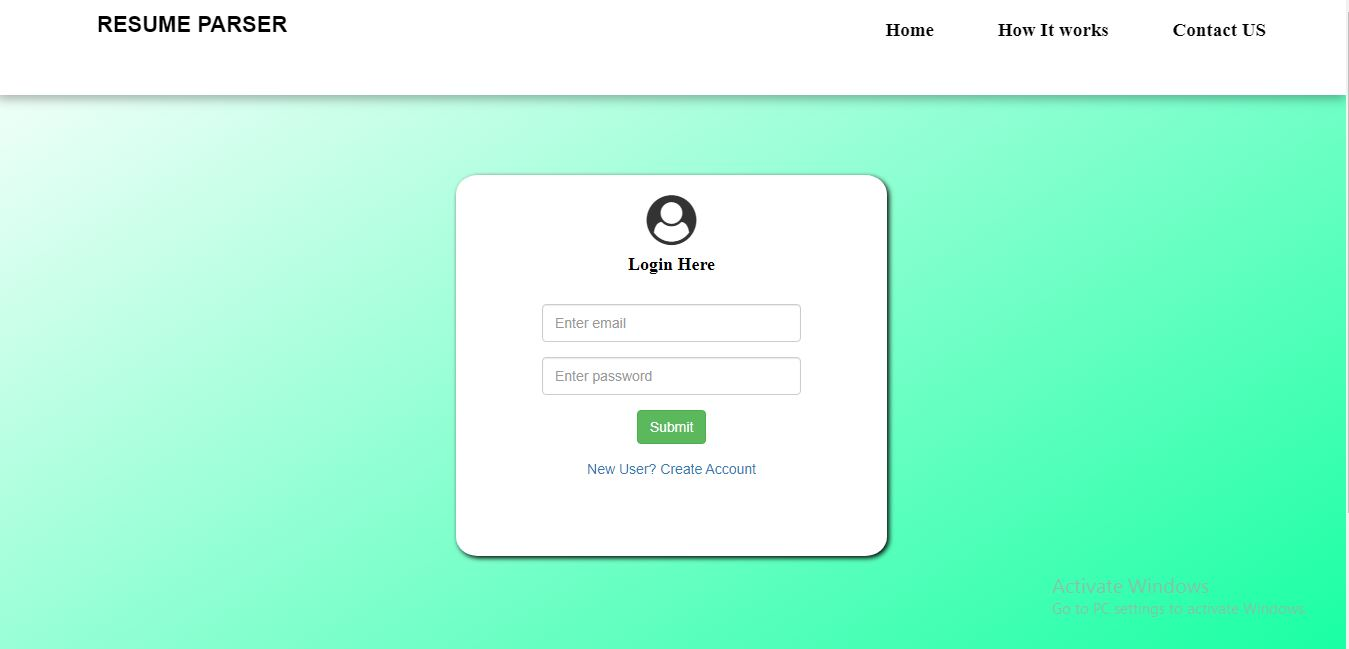 RESUME PARSER
Home
How It works
Contact US
Login Here
Enter email
Enter password
Submit
New User? Create Account
Activate Windows
Go to PC settings to activate Windows.